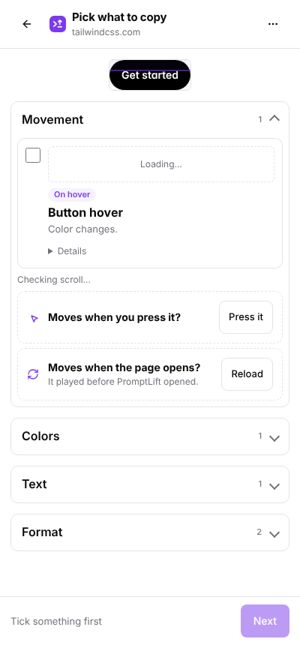 Pick what to copy
tailwindcss.com
Get started
Movement 1
Loading...
On hover
Button hover
Color changes.
Details
Checking scroll...
Moves when you press it?
Press it
Moves when the page opens?
It played before PromptLift opened.
Reload
Colors 1
Text 1
Format 2
Tick something first
Next